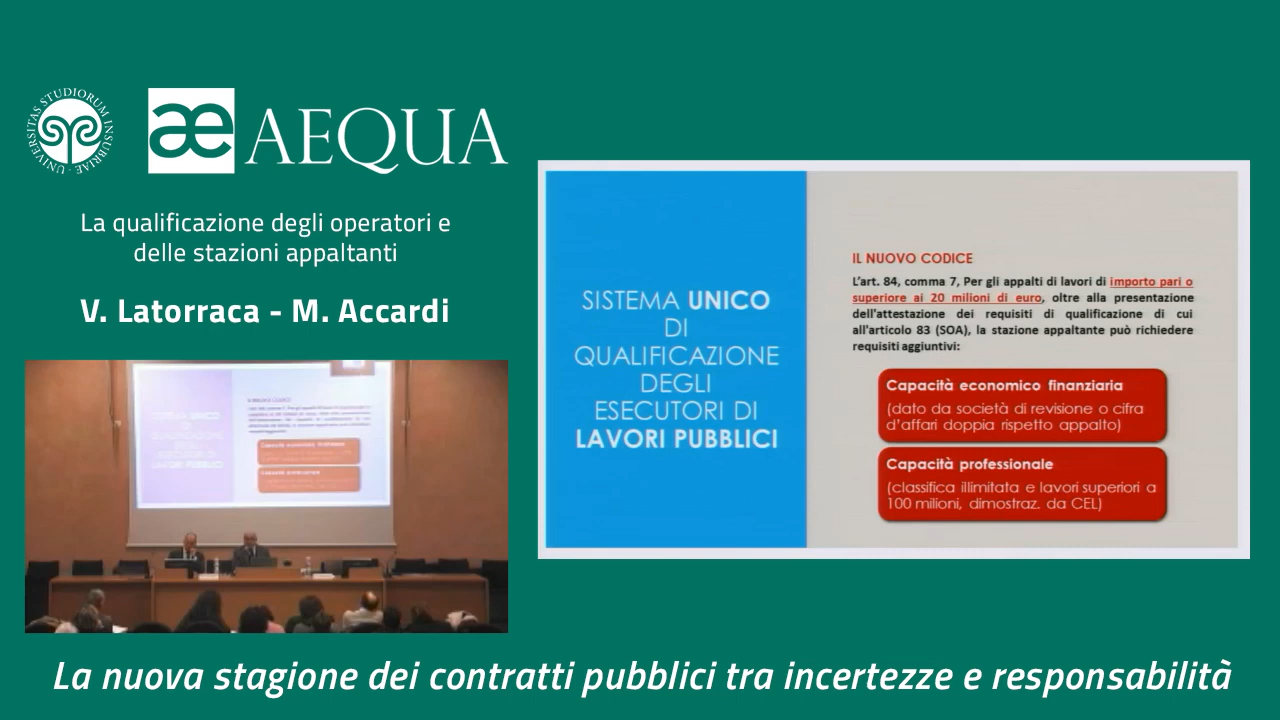 UNIVERSITAS STUDIORUM INSUBRIAE
æ AEQUA
La qualificazione degli operatori e
delle stazioni appaltanti
V. Latorraca - M. Accardi
SISTEMA UNICO
DI
QUALIFICAZIONE
DEGLI
ESECUTORI DI
LAVORI PUBBLICI
IL NUOVO CODICE
L'art. 84, comma 7, Per gli appalti di lavori di importo pari o
superiore ai 20 milioni di euro, oltre alla presentazione
dell'attestazione dei requisiti di qualificazione di cui
all'articolo 83 (SOA), la stazione appaltante può richiedere
requisiti aggiuntivi:
Capacità economico finanziaria
(dato da società di revisione o cifra
d'affari doppia rispetto appalto)
Capacità professionale
(classifica illimitata e lavori superiori a
100 milioni, dimostraz. da CEL)
La nuova stagione dei contratti pubblici tra incertezze e responsabilità